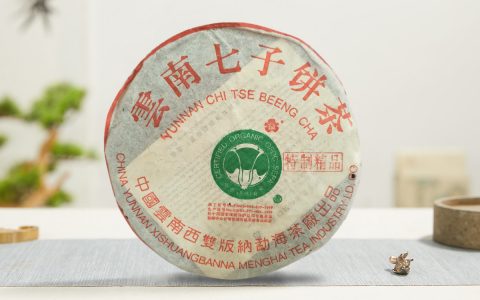 雲南七子餅茶
YUNNAN CHI TSE BEENG CHA
CERTIFIED ORGANIC
特制精品
中國雲南西雙版納勐海茶廠出品
CHINA YUNNAN XISHUANGBANNA MENGHAI TEA INDUSTRY